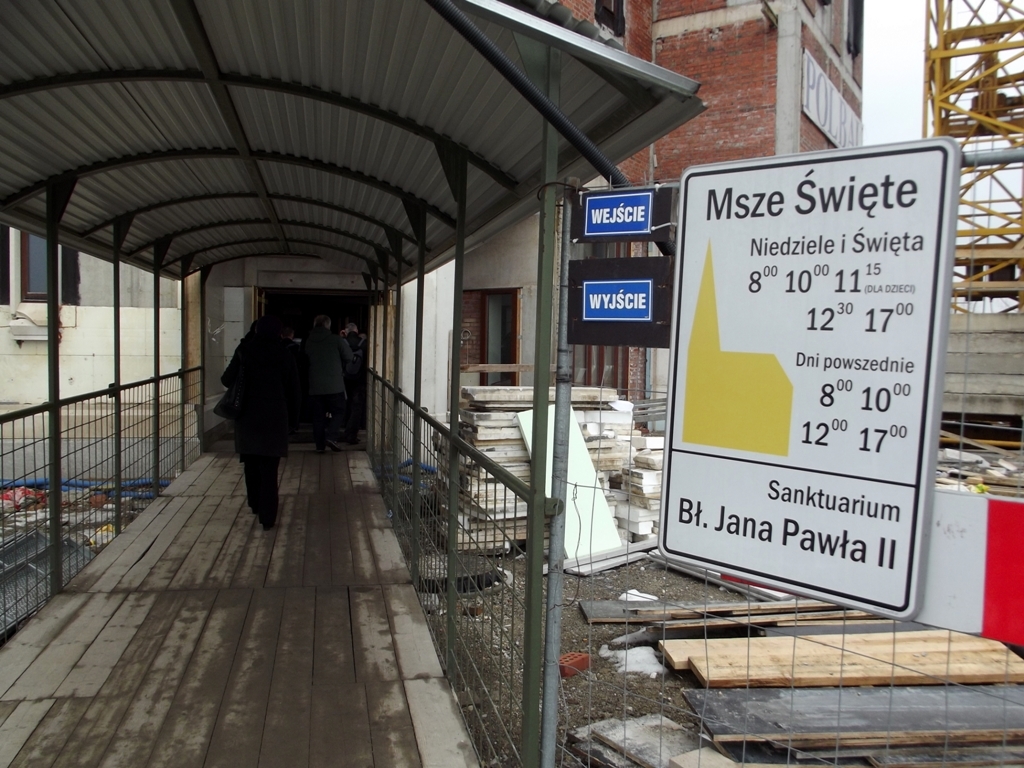 POLBA
WEJŚCIE
WYJŚCIE
Msze Święte
Niedziele i Święta
8⁰⁰ 10⁰⁰ 11¹⁵
(DLA DZIECI)
12³⁰ 17⁰⁰
Dni powszednie
8⁰⁰ 10⁰⁰
12⁰⁰ 17⁰⁰
Sanktuarium
Bł. Jana Pawła II